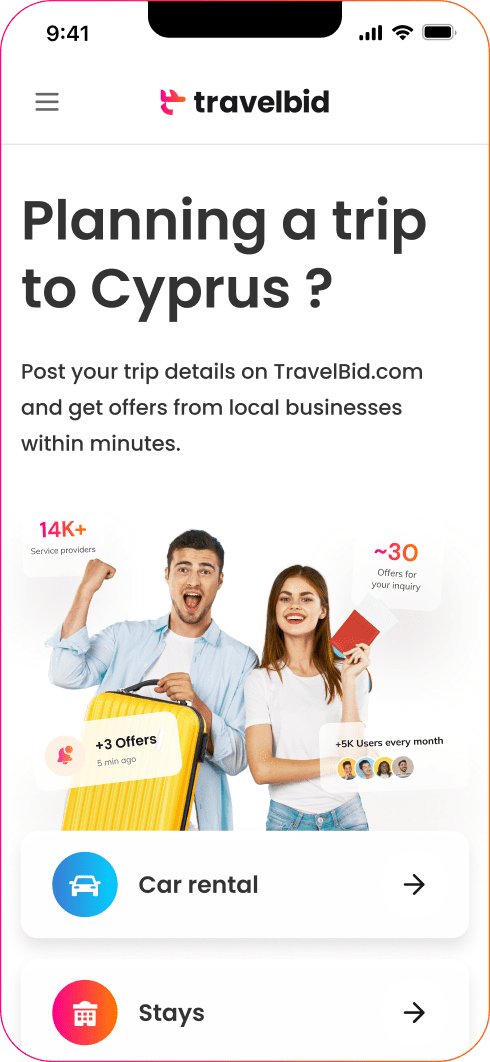 9:41
travelbid
Planning a trip
to Cyprus ?
Post your trip details on TravelBid.com
and get offers from local businesses
within minutes.
14K+
Service providers
~30
Offers for
your inquiry
+3 Offers
5 min ago
+5K Users every month
Car rental
Stays